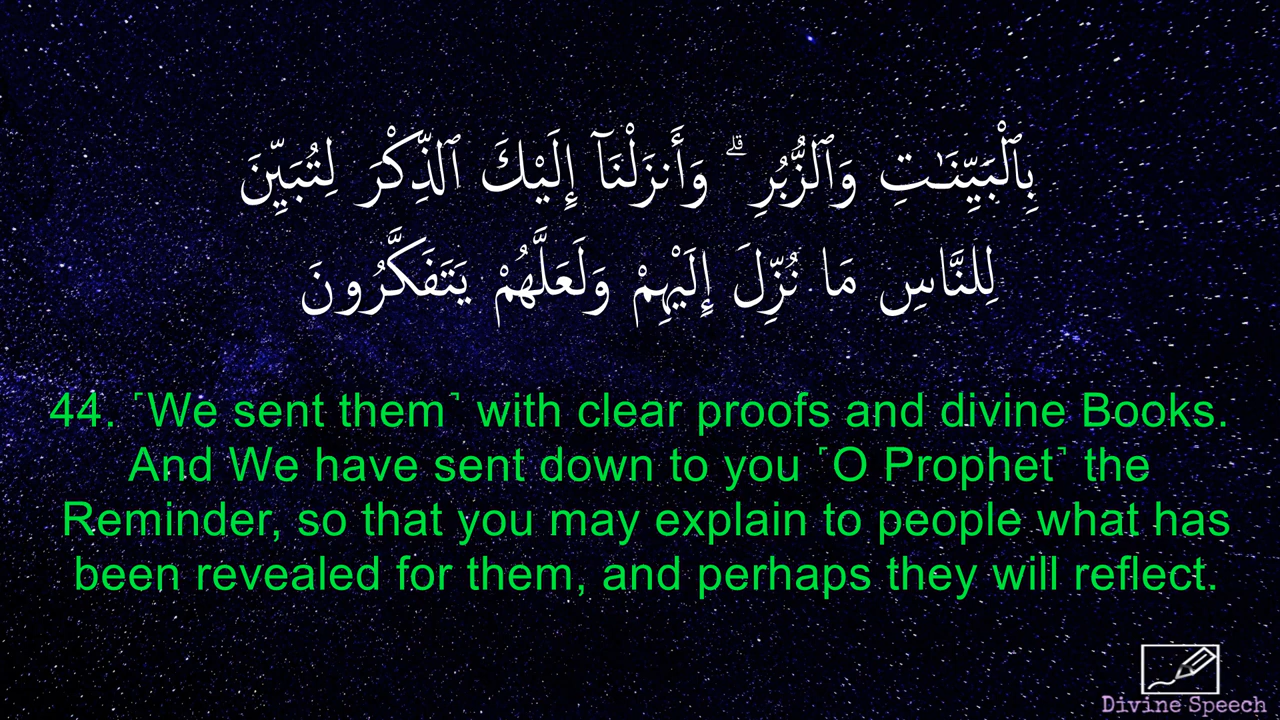 بِٱلْبَيِّنَـٰتِ وَٱلزُّبُرِ ۗ وَأَنزَلْنَآ إِلَيْكَ ٱلذِّكْرَ لِتُبَيِّنَ
لِلنَّاسِ مَا نُزِّلَ إِلَيْهِمْ وَلَعَلَّهُمْ يَتَفَكَّرُونَ
44. ˹We sent them˺ with clear proofs and divine Books.
And We have sent down to you ˹O Prophet˺ the
Reminder, so that you may explain to people what has
been revealed for them, and perhaps they will reflect.
Divine Speech